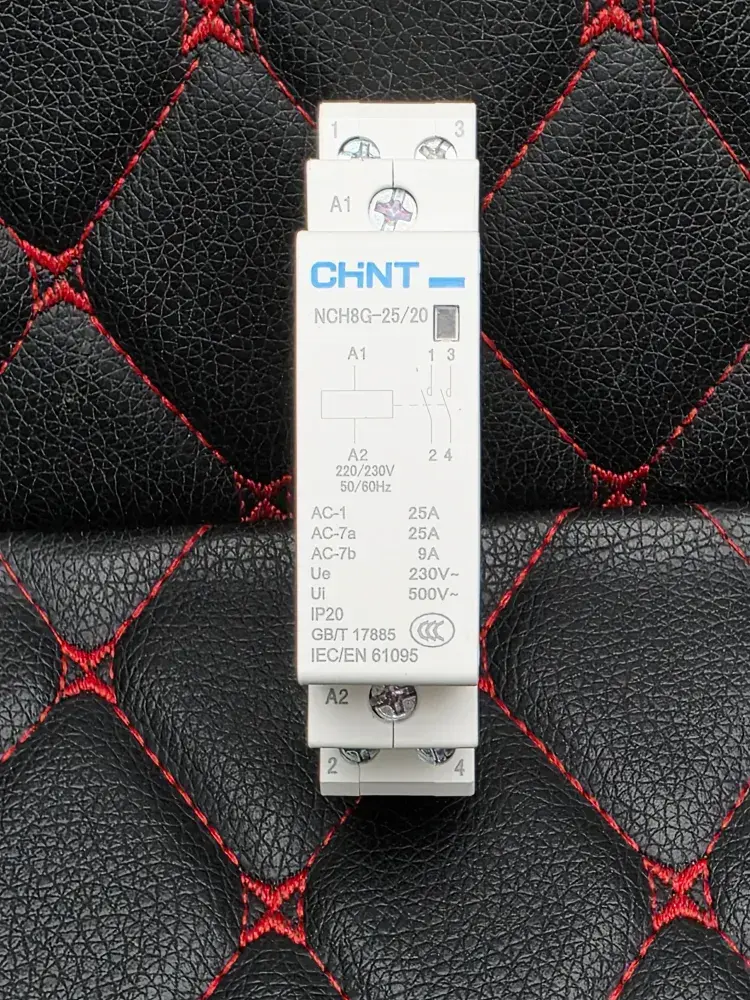 1 3
A1
CHNT
NCH8G-25/20
A1 1 3
A2 2 4
220/230V
50/60Hz
AC-1 25A
AC-7a 25A
AC-7b 9A
Ue 230V~
Ui 500V~
IP20
GB/T 17885
CCC
IEC/EN 61095
A2
2 4